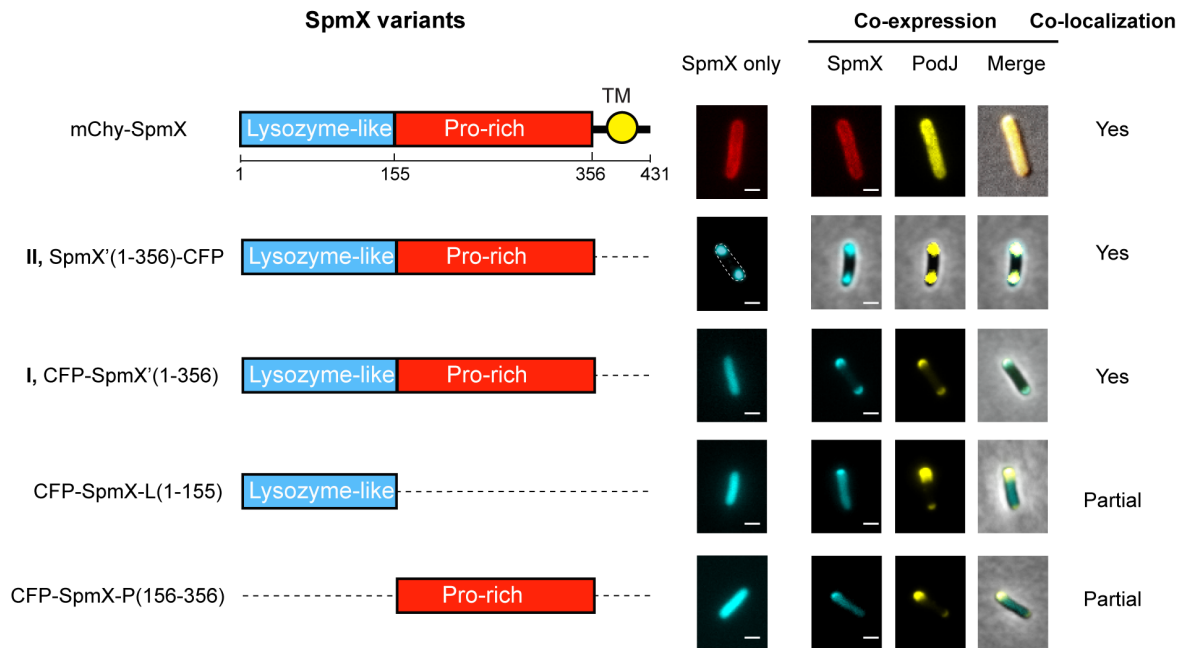 SpmX variants
Co-expression
Co-localization
SpmX only
SpmX
PodJ
Merge
TM
mChy-SpmX
Lysozyme-like
Pro-rich
Yes
1
155
356
431
II, SpmX’(1-356)-CFP
Lysozyme-like
Pro-rich
Yes
I, CFP-SpmX’(1-356)
Lysozyme-like
Pro-rich
Yes
CFP-SpmX-L(1-155)
Lysozyme-like
Partial
CFP-SpmX-P(156-356)
Pro-rich
Partial